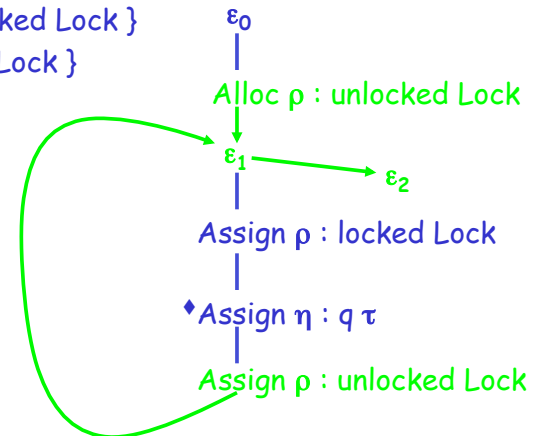 ked Lock }
Lock }
ε₀
Alloc ρ : unlocked Lock
ε₁
ε₂
Assign ρ : locked Lock
♦Assign η : q τ
Assign ρ : unlocked Lock